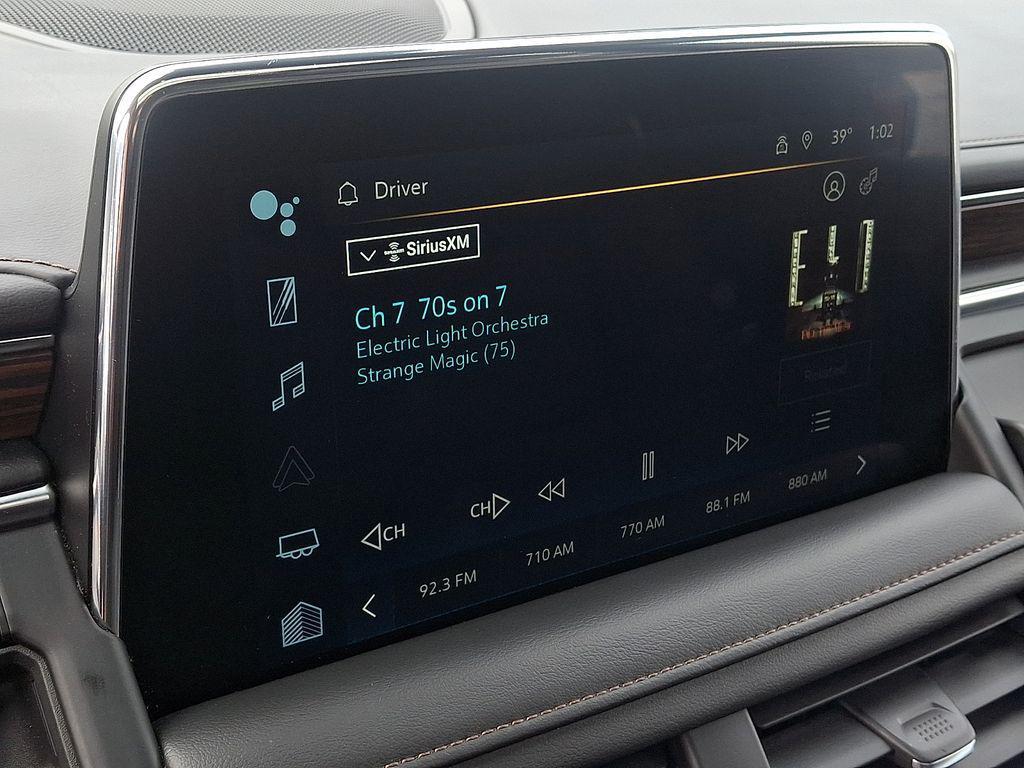 39° 1:02
Driver
SiriusXM
Ch 7 70s on 7
Electric Light Orchestra
Strange Magic (75)
Related
CH
CH
92.3 FM 710 AM 770 AM 88.1 FM 880 AM